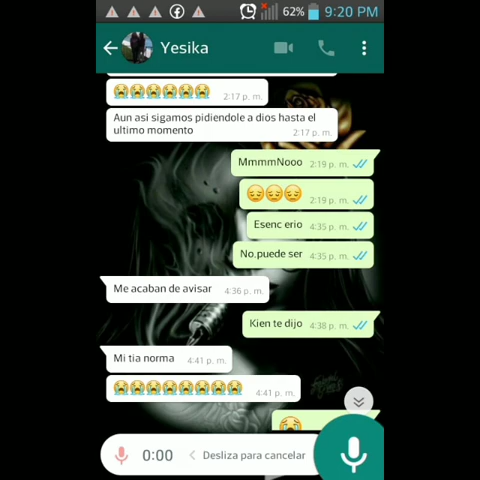 62% 9:20 PM
Yesika
😭😭😭😭😭😭 2:17 p. m.
Aun asi sigamos pidiendole a dios hasta el
ultimo momento 2:17 p. m.
MmmmNooo 2:19 p. m.
😔😔😔 2:19 p. m.
Esenc erio 4:35 p. m.
No,puede ser 4:35 p. m.
Me acaban de avisar 4:36 p. m.
Kien te dijo 4:38 p. m.
Mi tia norma 4:41 p. m.
😭😭😭😭😭😭😭😭 4:41 p. m.
😭
0:00 < Desliza para cancelar